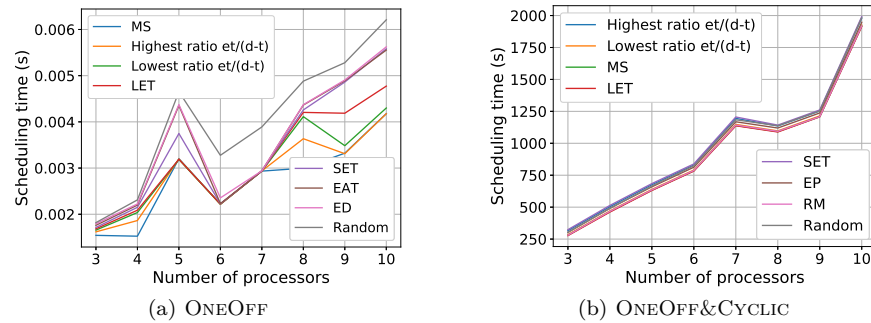 MS
Highest ratio et/(d-t)
Lowest ratio et/(d-t)
LET
SET
EAT
ED
Random
Scheduling time (s)
0.006
0.005
0.004
0.003
0.002
3 4 5 6 7 8 9 10
Number of processors
(a) OneOff
Highest ratio et/(d-t)
Lowest ratio et/(d-t)
MS
LET
SET
EP
RM
Random
Scheduling time (s)
2000
1750
1500
1250
1000
750
500
250
3 4 5 6 7 8 9 10
Number of processors
(b) OneOff&Cyclic